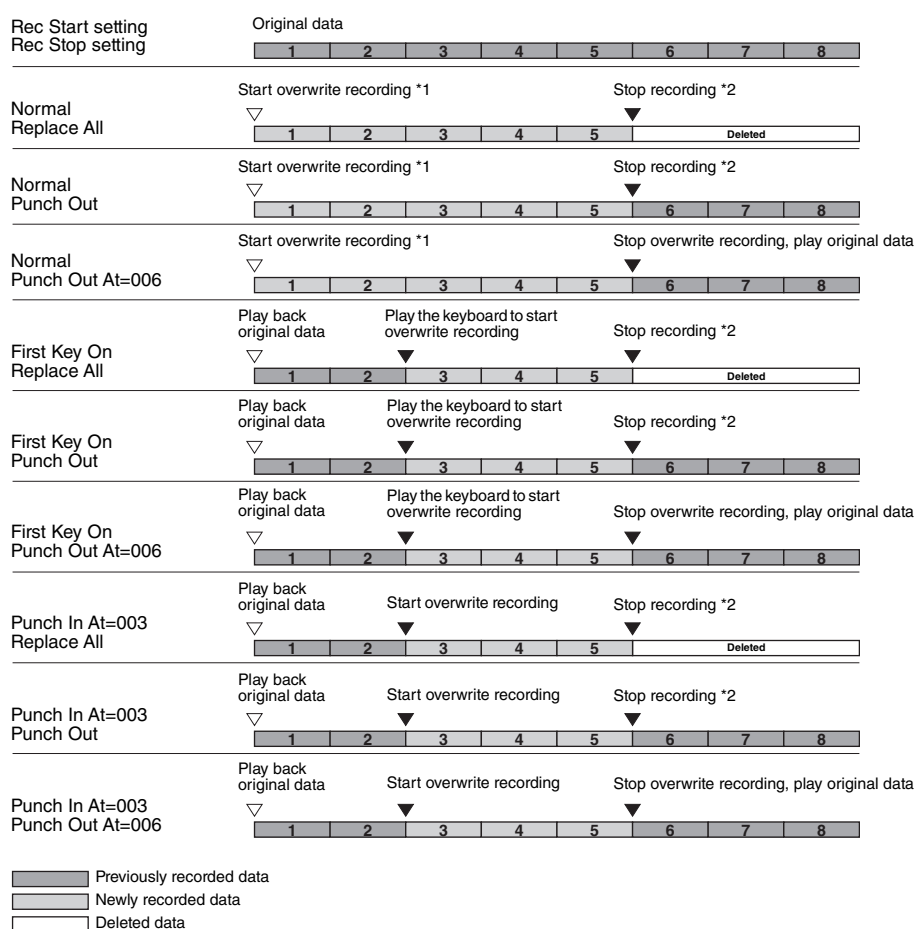 Rec Start setting
Rec Stop setting
Original data
1 2 3 4 5 6 7 8
Normal
Replace All
Start overwrite recording *1
Stop recording *2
1 2 3 4 5 Deleted
Normal
Punch Out
Start overwrite recording *1
Stop recording *2
1 2 3 4 5 6 7 8
Normal
Punch Out At=006
Start overwrite recording *1
Stop overwrite recording, play original data
1 2 3 4 5 6 7 8
First Key On
Replace All
Play back
original data
Play the keyboard to start
overwrite recording
Stop recording *2
1 2 3 4 5 Deleted
First Key On
Punch Out
Play back
original data
Play the keyboard to start
overwrite recording
Stop recording *2
1 2 3 4 5 6 7 8
First Key On
Punch Out At=006
Play back
original data
Play the keyboard to start
overwrite recording
Stop overwrite recording, play original data
1 2 3 4 5 6 7 8
Punch In At=003
Replace All
Play back
original data
Start overwrite recording
Stop recording *2
1 2 3 4 5 Deleted
Punch In At=003
Punch Out
Play back
original data
Start overwrite recording
Stop recording *2
1 2 3 4 5 6 7 8
Punch In At=003
Punch Out At=006
Play back
original data
Start overwrite recording
Stop overwrite recording, play original data
1 2 3 4 5 6 7 8
Previously recorded data
Newly recorded data
Deleted data